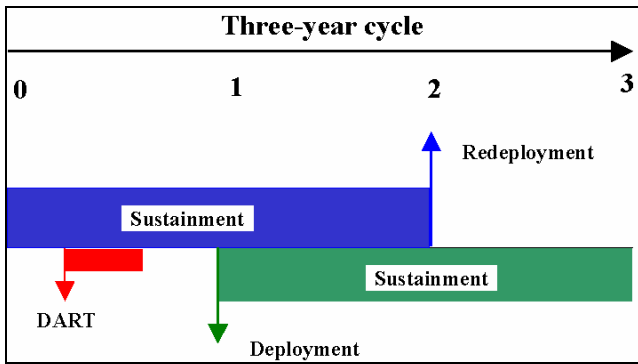 Three-year cycle
0 1 2 3
Redeployment
Sustainment
Sustainment
DART
Deployment